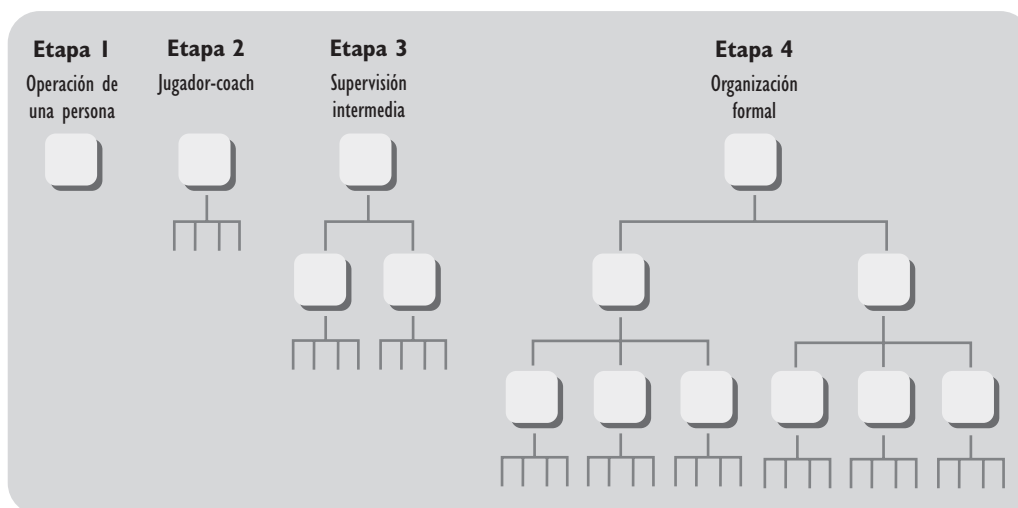 Etapa 1
Operación de
una persona
Etapa 2
Jugador-coach
Etapa 3
Supervisión
intermedia
Etapa 4
Organización
formal